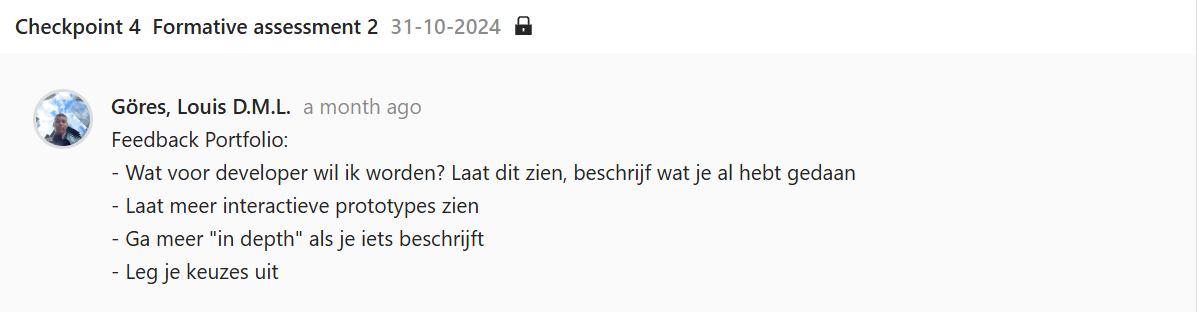 Checkpoint 4 Formative assessment 2 31-10-2024
Göres, Louis D.M.L. a month ago
Feedback Portfolio:
- Wat voor developer wil ik worden? Laat dit zien, beschrijf wat je al hebt gedaan
- Laat meer interactieve prototypes zien
- Ga meer "in depth" als je iets beschrijft
- Leg je keuzes uit